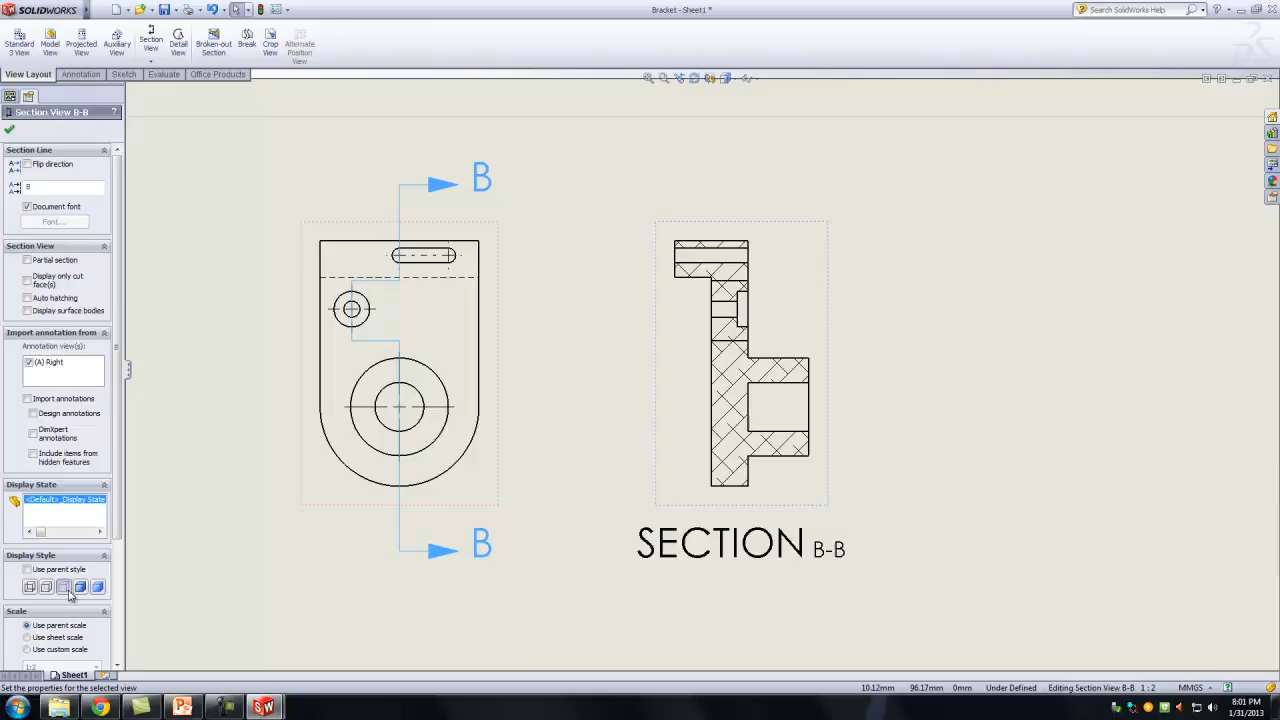 SOLIDWORKS
Bracket - Sheet1 *
Search SolidWorks Help
Standard 3 View
Model View
Projected View
Auxiliary View
Section View
Detail View
Broken-out Section
Break
Crop View
Alternate Position View
View Layout
Annotation
Sketch
Evaluate
Office Products
Section View B-B
?
Section Line
Flip direction
B
Document font
Font...
Section View
Partial section
Display only cut face(s)
Auto hatching
Display surface bodies
Import annotation from
Annotation view(s)
(A) Right
Import annotations
Design annotations
DimXpert annotations
Include items from hidden features
Display State
<Default>_Display State
Display Style
Use parent style
Scale
Use parent scale
Use sheet scale
Use custom scale
1:2
B
B
SECTION B-B
Sheet1
Set the properties for the selected view
10.12mm
96.17mm
0mm
Under Defined
Editing Section View B-B
1 : 2
MMGS
8:01 PM
1/31/2013